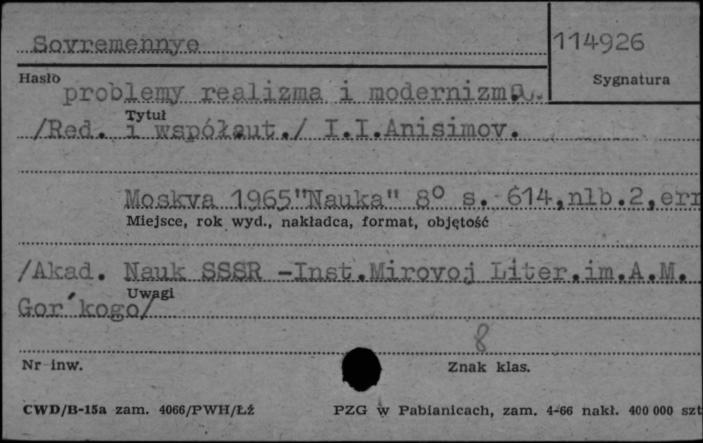 Sovremennye
114926
Hasło
Sygnatura
problemy realizma i modernizma.
Tytuł
/Red. i współaut./ I.I.Anisimov.
Moskva 1965"Nauka" 8° s. 614,nlb.2,err
Miejsce, rok wyd., nakładca, format, objętość
/Akad. Nauk SSSR -Inst.Mirovoj Liter.im.A.M.
Uwagi
Gor´kogo/
8
Nr inw.
Znak klas.
CWD/B-15a zam. 4066/PWH/Łź
PZG w Pabianicach, zam. 4-66 nakł. 400 000 szt